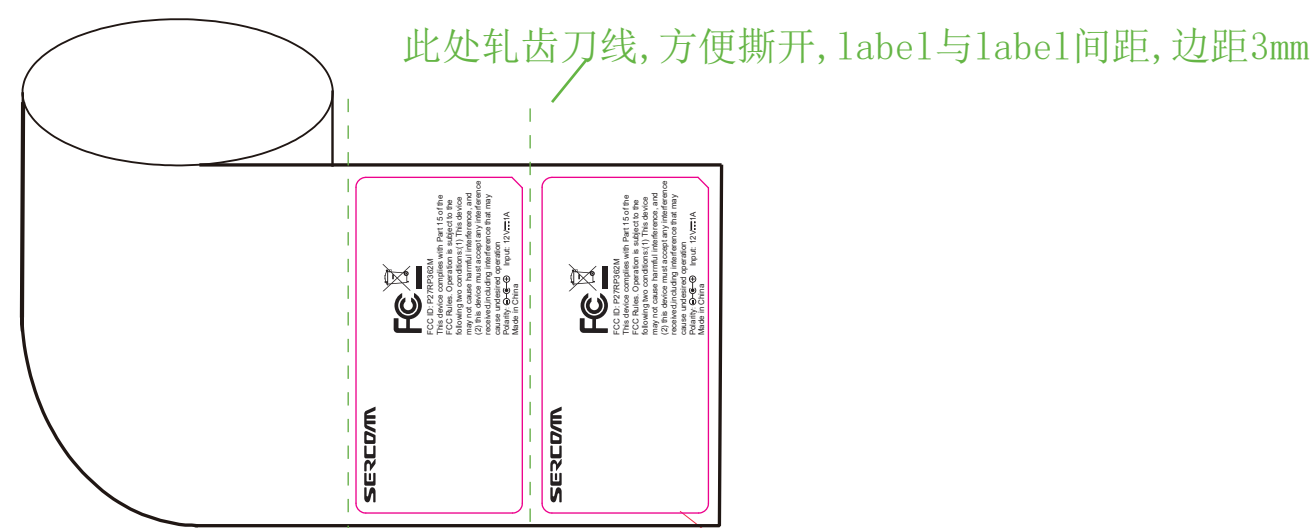 此处轧齿刀线,方便撕开,label与label间距,边距3mm
FC
FCC ID: P27RP362M
This device complies with Part 15 of the
FCC Rules. Operation is subject to the
following two conditions:(1) This device
may not cause harmful interference, and
(2) this device must accept any interference
received,including interference that may
cause undesired operation
Polarity: Input: 12V 1A
Made in China
SERCOMM
FC
FCC ID: P27RP362M
This device complies with Part 15 of the
FCC Rules. Operation is subject to the
following two conditions:(1) This device
may not cause harmful interference, and
(2) this device must accept any interference
received,including interference that may
cause undesired operation
Polarity: Input: 12V 1A
Made in China
SERCOMM